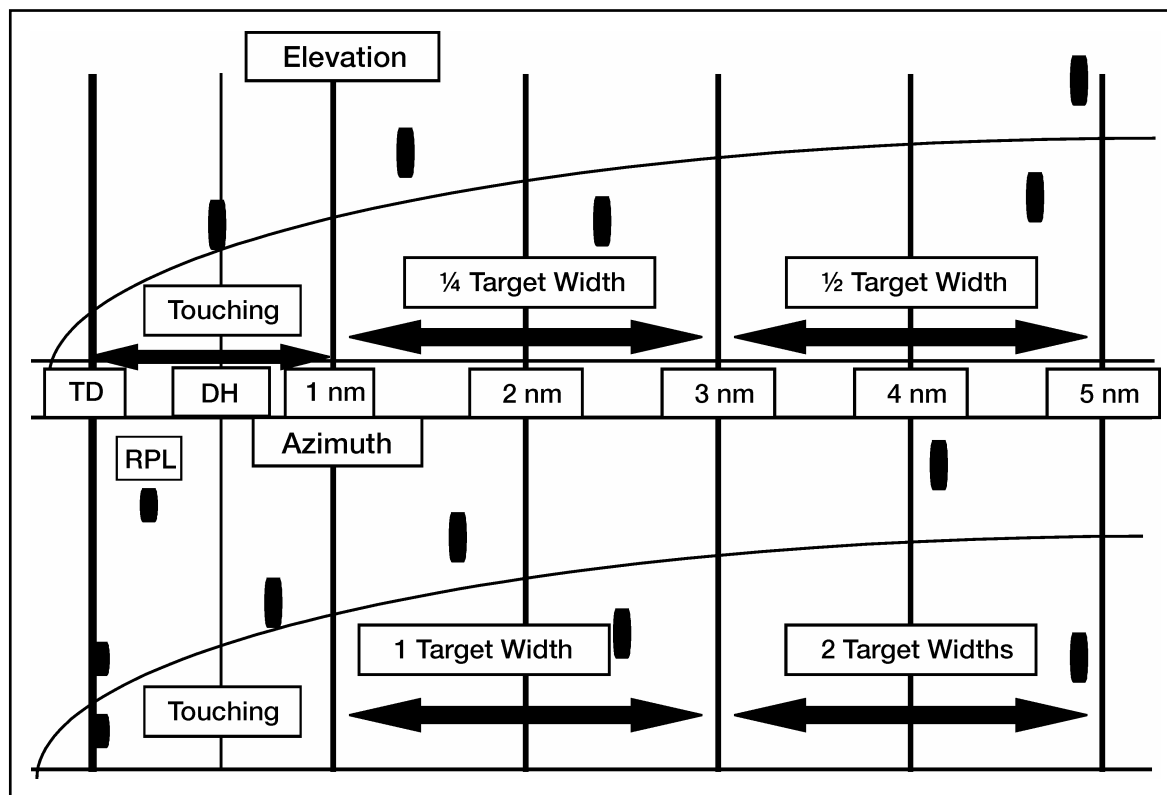 Elevation
¼ Target Width
½ Target Width
Touching
TD
DH
1 nm
2 nm
3 nm
4 nm
5 nm
Azimuth
RPL
1 Target Width
2 Target Widths
Touching